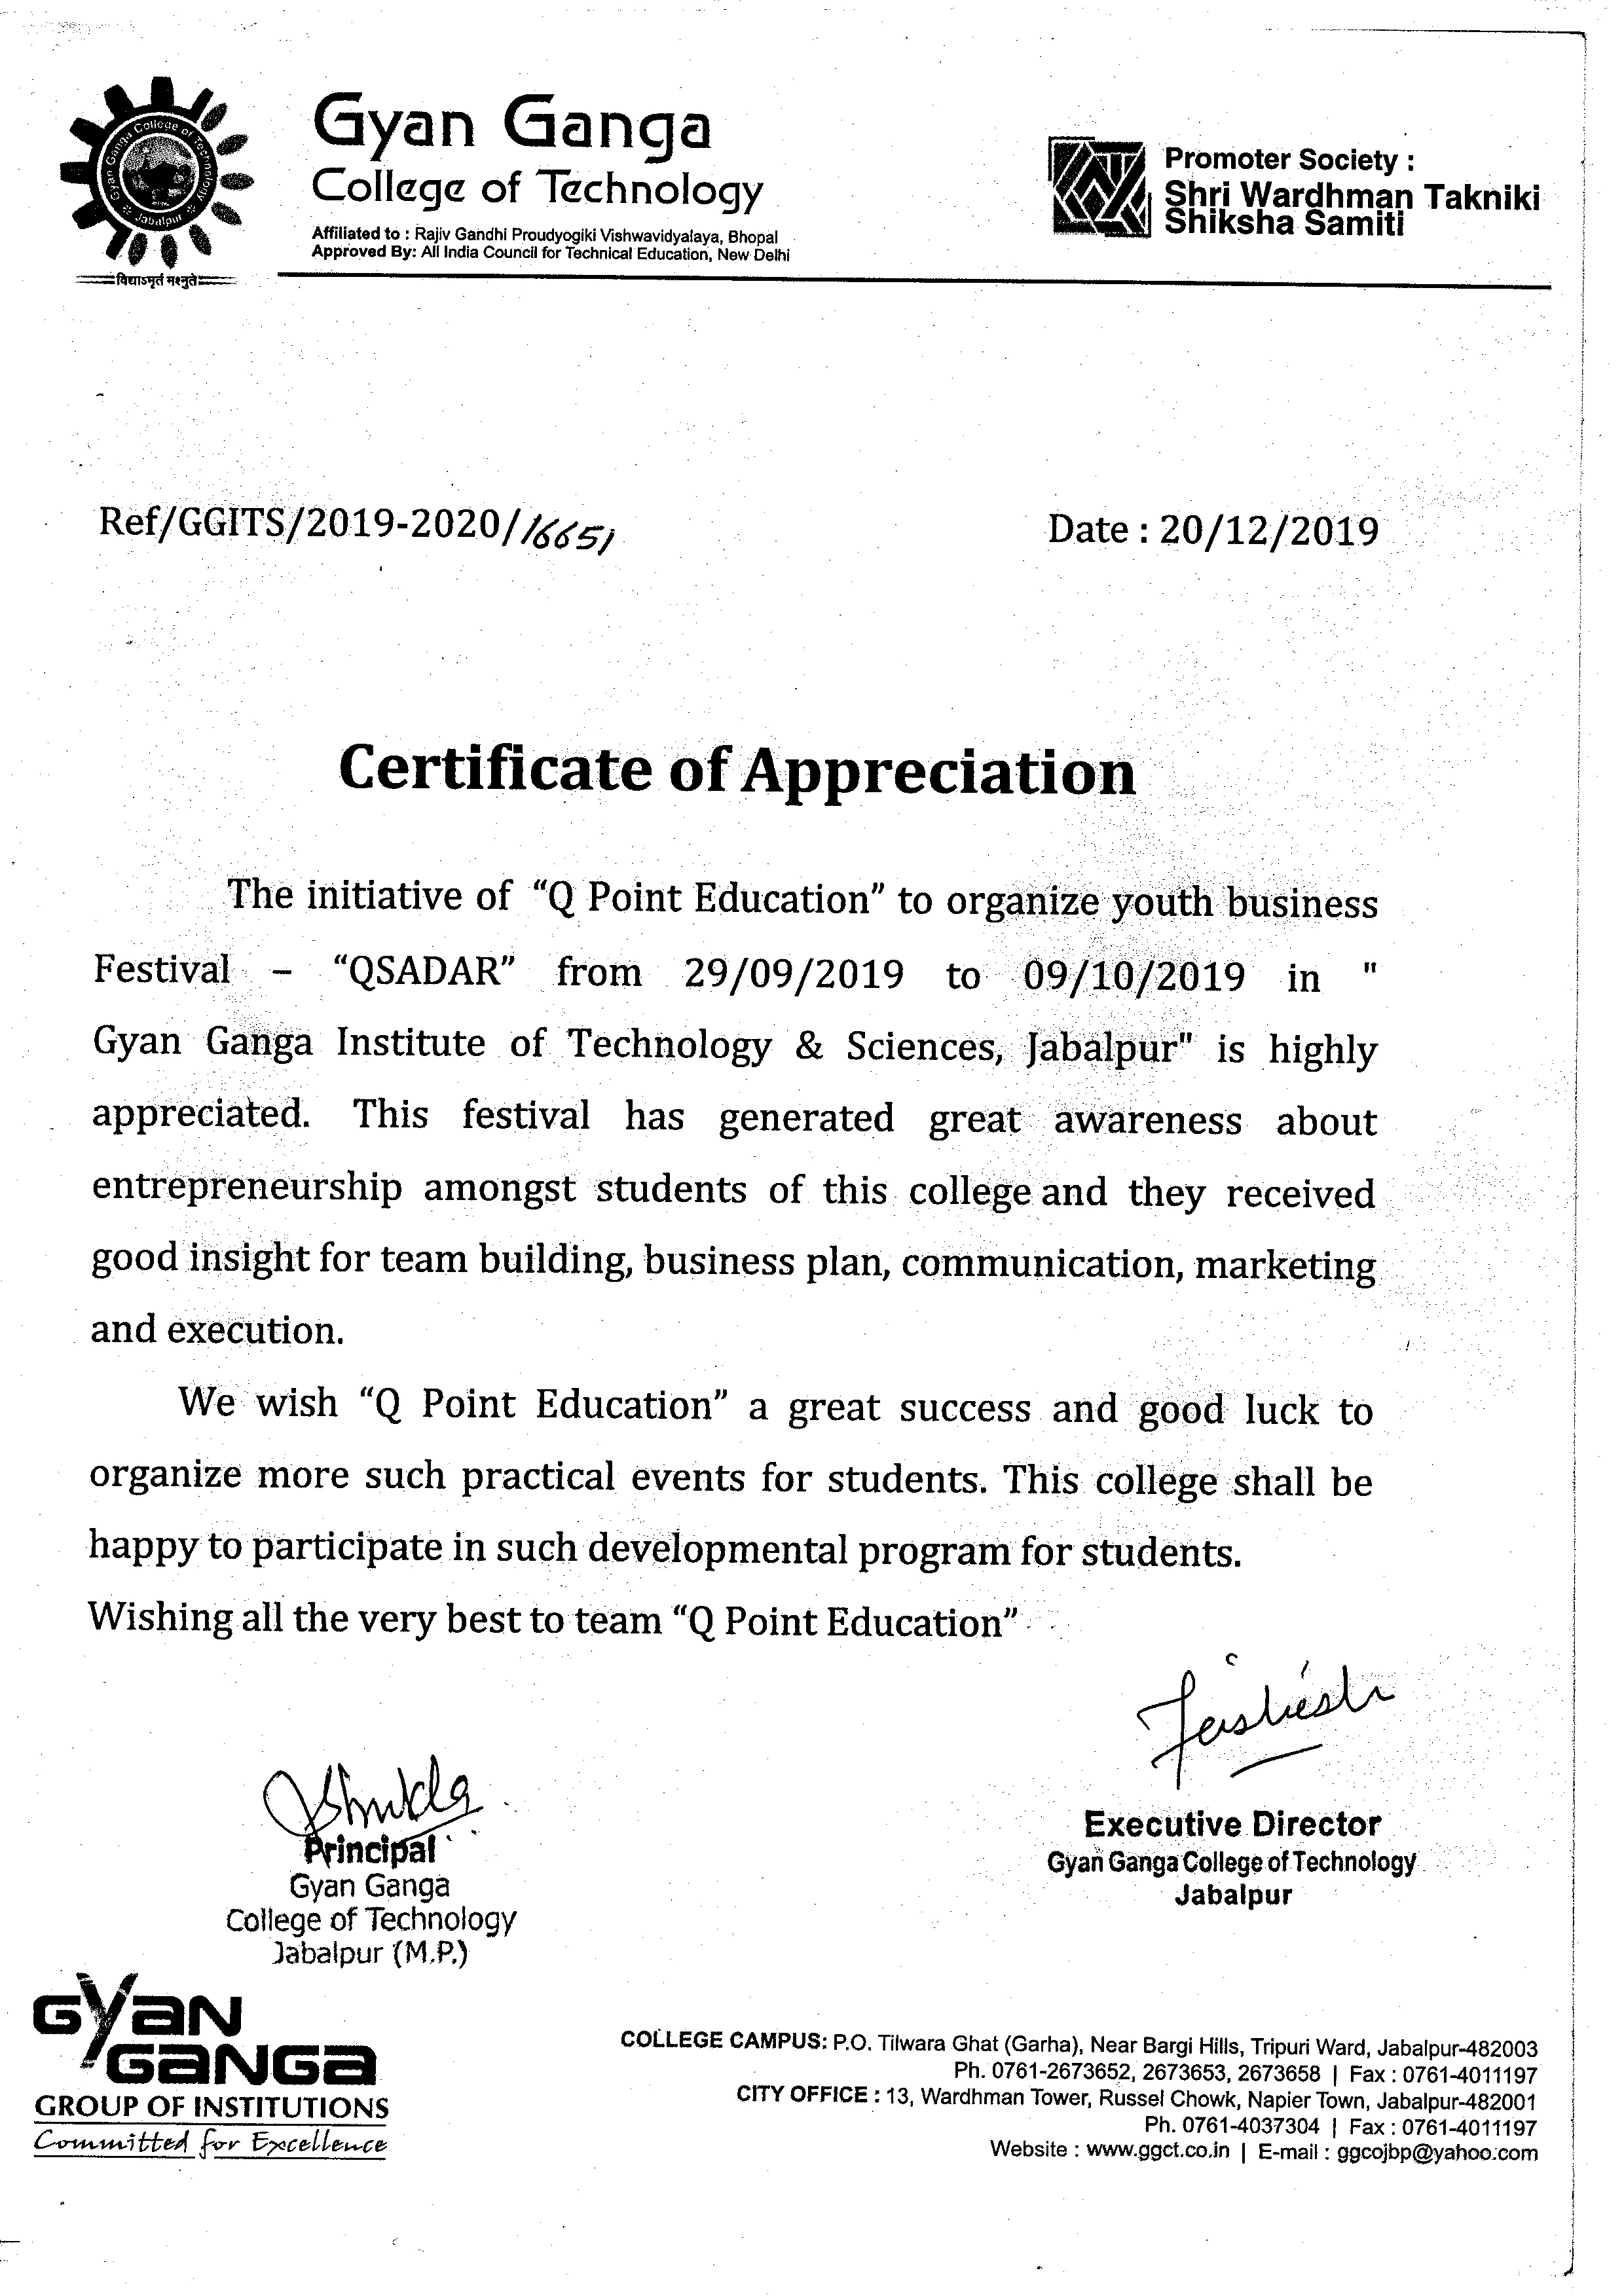 Gyan Ganga
College of Technology
Affiliated to : Rajiv Gandhi Proudyogiki Vishwavidyalaya, Bhopal
Approved By: All India Council for Technical Education, New Delhi
Gyan Ganga College of Technology
Jabalpur
विद्याऽमृतं मश्नुते
Promoter Society :
Shri Wardhman Takniki
Shiksha Samiti
Ref/GGITS/2019-2020/16651
Date : 20/12/2019
Certificate of Appreciation
The initiative of “Q Point Education” to organize youth business
Festival – “QSADAR” from 29/09/2019 to 09/10/2019 in "
Gyan Ganga Institute of Technology & Sciences, Jabalpur" is highly
appreciated. This festival has generated great awareness about
entrepreneurship amongst students of this college and they received
good insight for team building, business plan, communication, marketing
and execution.
We wish “Q Point Education” a great success and good luck to
organize more such practical events for students. This college shall be
happy to participate in such developmental program for students.
Wishing all the very best to team “Q Point Education”
Principal
Gyan Ganga
College of Technology
Jabalpur (M.P.)
Executive Director
Gyan Ganga College of Technology
Jabalpur
GYAN
GANGA
GROUP OF INSTITUTIONS
Committed for Excellence
COLLEGE CAMPUS: P.O. Tilwara Ghat (Garha), Near Bargi Hills, Tripuri Ward, Jabalpur-482003
Ph. 0761-2673652, 2673653, 2673658 | Fax : 0761-4011197
CITY OFFICE : 13, Wardhman Tower, Russel Chowk, Napier Town, Jabalpur-482001
Ph. 0761-4037304 | Fax : 0761-4011197
Website : www.ggct.co.in | E-mail : ggcojbp@yahoo.com